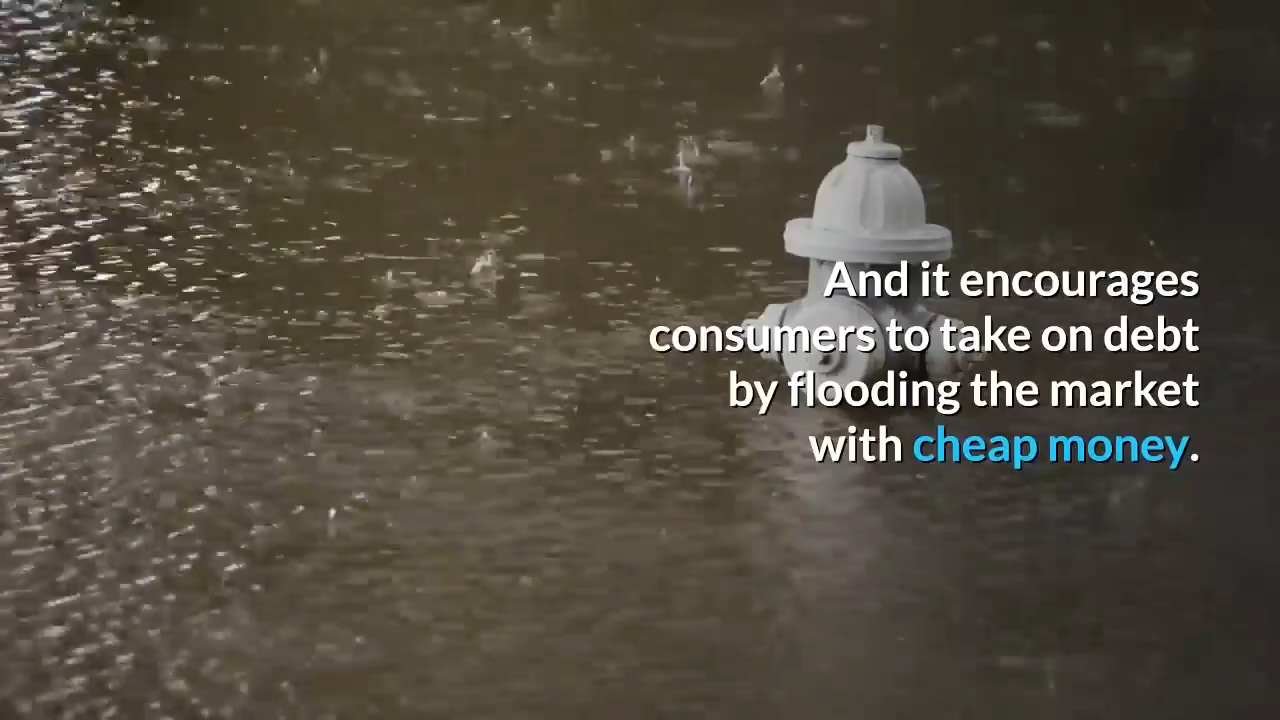 And it encourages
consumers to take on debt
by flooding the market
with cheap money.